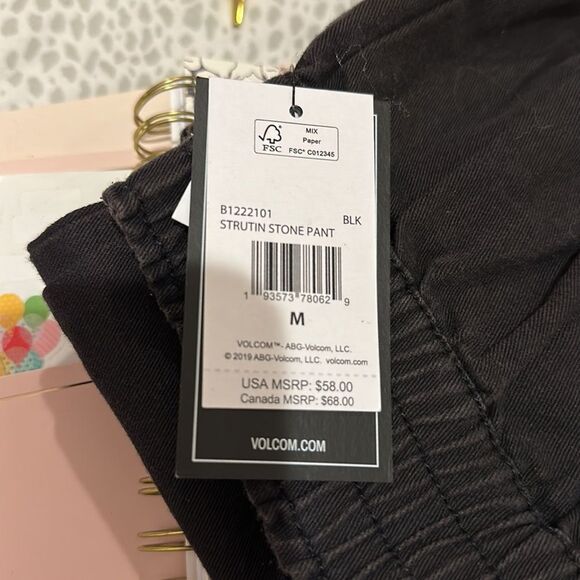 MIX
Paper
FSC
FSC® C012345
B1222101 BLK
STRUTIN STONE PANT
1 93573 78062 9
M
VOLCOM™- ABG-Volcom, LLC.
© 2019 ABG-Volcom, LLC. volcom.com
USA MSRP: $58.00
Canada MSRP: $68.00
VOLCOM.COM